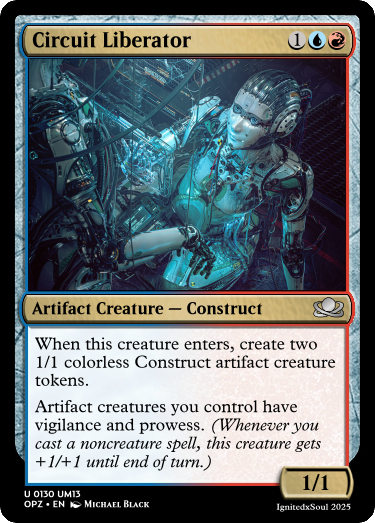 Circuit Liberator 1
Artifact Creature — Construct
When this creature enters, create two
1/1 colorless Construct artifact creature
tokens.
Artifact creatures you control have
vigilance and prowess. (Whenever you
cast a noncreature spell, this creature gets
+1/+1 until end of turn.)
1/1
U 0130 UM13
OPZ • EN Michael Black
IgnitedxSoul 2025